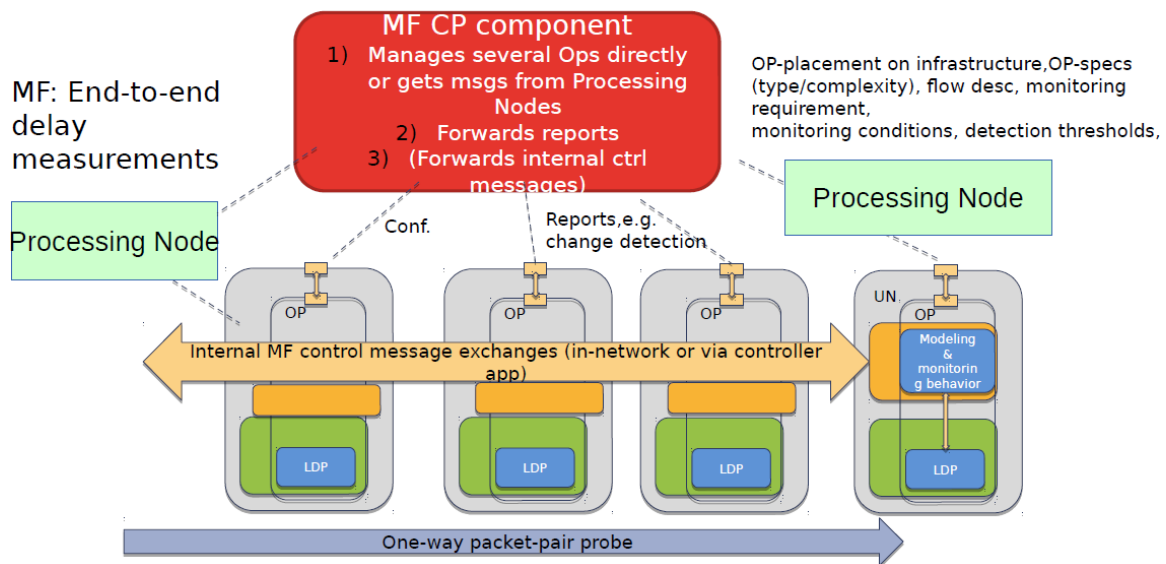 MF CP component
1) Manages several Ops directly
or gets msgs from Processing
Nodes
2) Forwards reports
3) (Forwards internal ctrl
messages)
MF: End-to-end
delay
measurements
OP-placement on infrastructure,OP-specs
(type/complexity), flow desc, monitoring
requirement,
monitoring conditions, detection thresholds,
Processing Node
Processing Node
Conf.
Reports,e.g.
change detection
OP
OP
OP
UN
OP
Internal MF control message exchanges (in-network or via controller
app)
Modeling
&
monitorin
g behavior
LDP
LDP
LDP
LDP
One-way packet-pair probe